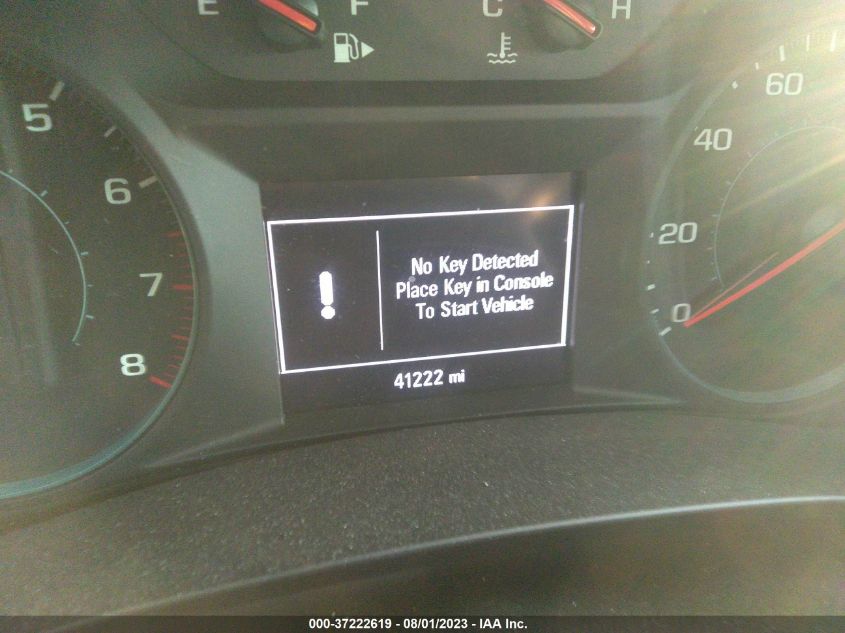 E F C H
5
6
7
8
60
40
20
0
No Key Detected
Place Key in Console
To Start Vehicle
41222 mi
000-37222619 - 08/01/2023 - IAA Inc.